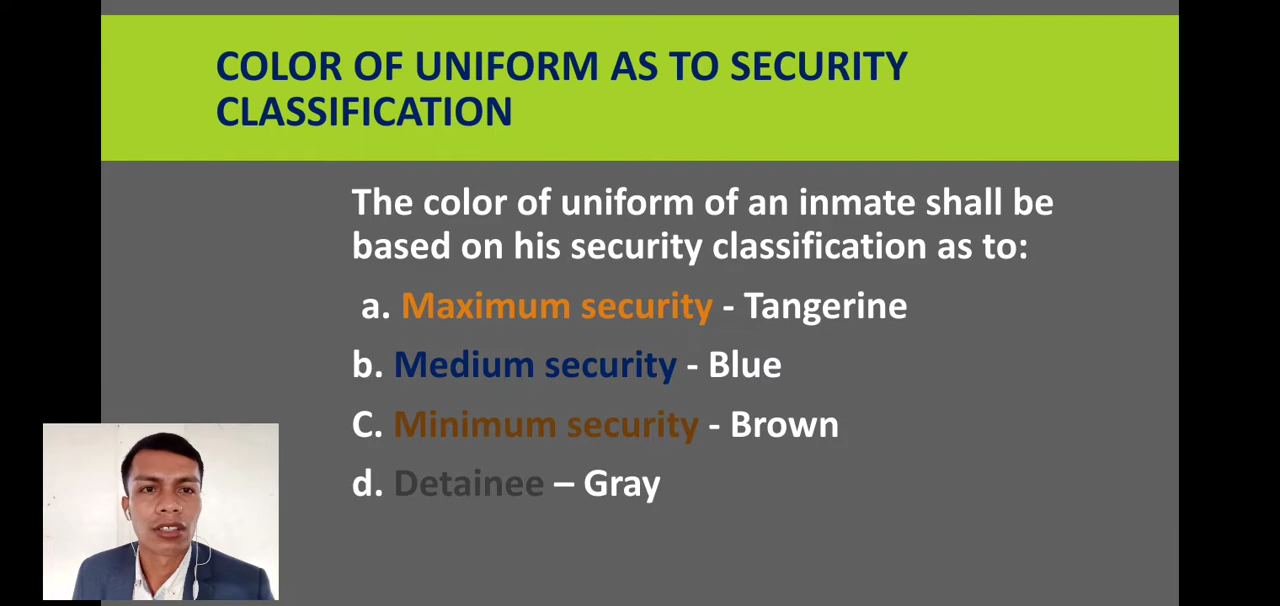 COLOR OF UNIFORM AS TO SECURITY
CLASSIFICATION
The color of uniform of an inmate shall be
based on his security classification as to:
a. Maximum security - Tangerine
b. Medium security - Blue
C. Minimum security - Brown
d. Detainee – Gray